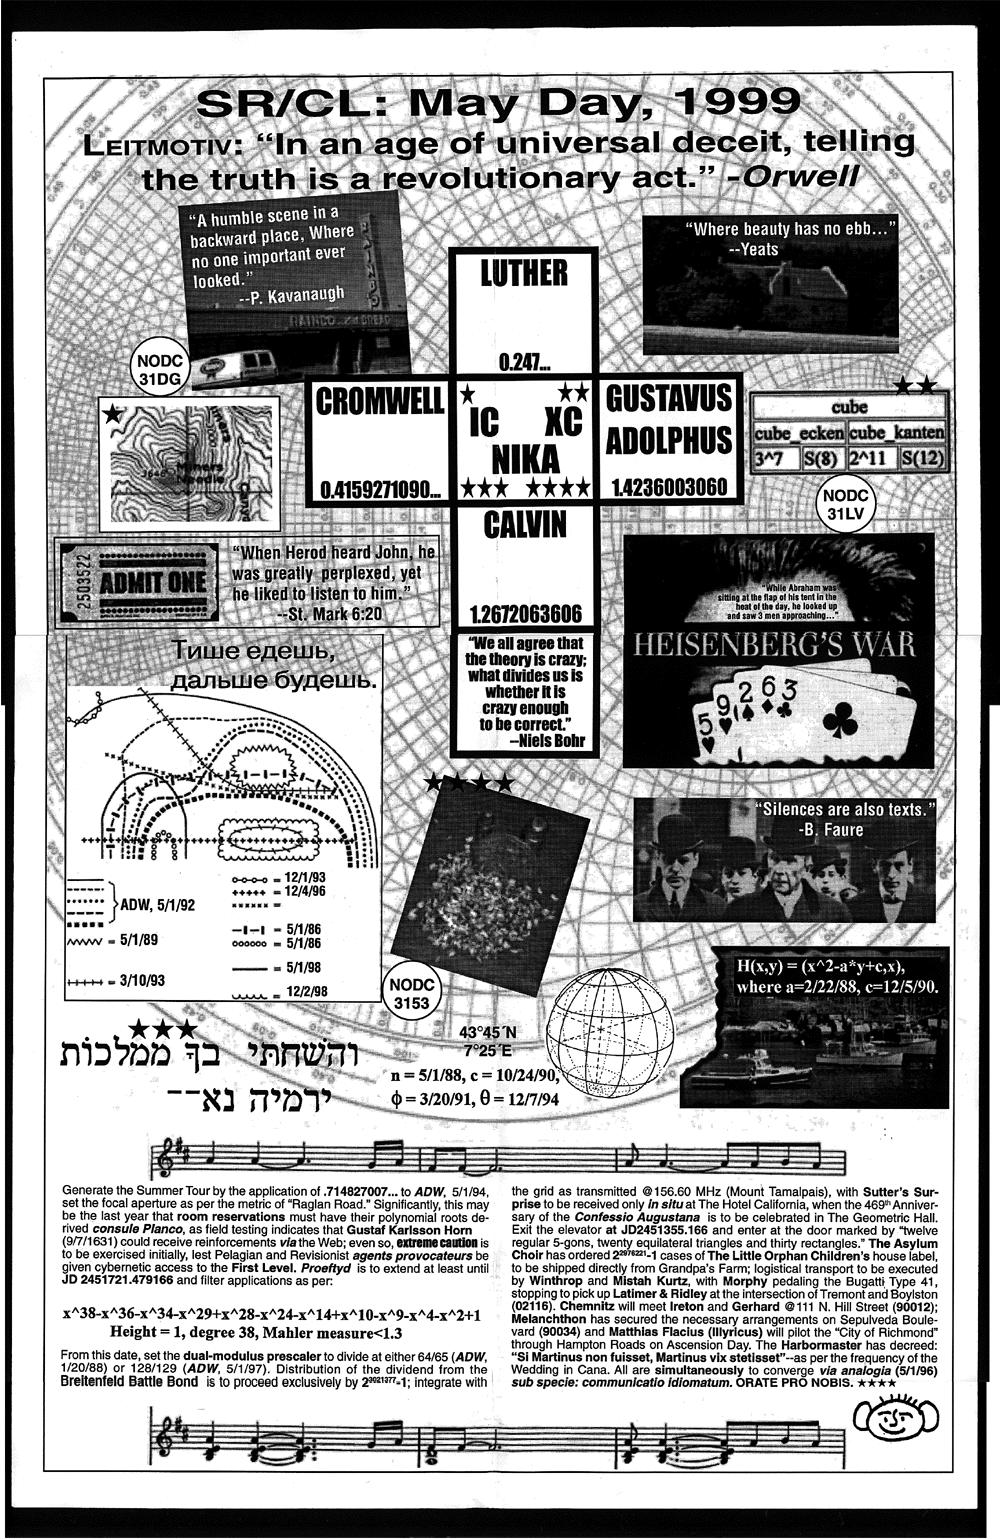 SR/CL: May Day, 1999
LEITMOTIV: “In an age of universal deceit, telling
the truth is a revolutionary act.” -Orwell
“A humble scene in a
backward place, Where
no one important ever
looked.”
--P. Kavanaugh
“Where beauty has no ebb...”
--Yeats
LUTHER
0.247...
NODC
31DG
CROMWELL
0.4159271090...
★ ★★
IC XC
NIKA
★★★ ★★★★
GUSTAVUS
ADOLPHUS
1.4236003060
★★
cube
cube_ecken cube_kanten
3^7 S(8) 2^11 S(12)
★
Miners
Needle
NODC
31LV
CALVIN
1.2672063606
2503522
ADMIT ONE
“When Herod heard John, he
was greatly perplexed, yet
he liked to listen to him.”
--St. Mark 6:20
“While Abraham was
sitting at the flap of his tent in the
heat of the day, he looked up
and saw 3 men approaching...”
HEISENBERG'S WAR
5 9 2 6 3
“We all agree that
the theory is crazy;
what divides us is
whether it is
crazy enough
to be correct.”
--Niels Bohr
Тише едешь,
дальше будешь.
ADW, 5/1/92
= 5/1/89
= 3/10/93
= 12/1/93
= 12/4/96
=
= 5/1/86
= 5/1/86
= 5/1/98
= 12/2/98
★★★★
“Silences are also texts.”
-B. Faure
NODC
3153
H(x,y) = (x^2-a*y+c,x),
where a=2/22/88, c=12/5/90.
★★★
והשחתי בך ממלכות
ירמיה נא--
43°45´N
7°25´E
n = 5/1/88, c = 10/24/90,
ϕ = 3/20/91, θ = 12/7/94
Generate the Summer Tour by the application of .714827007... to ADW, 5/1/94,
set the focal aperture as per the metric of “Raglan Road.” Significantly, this may
be the last year that room reservations must have their polynomial roots de-
rived consule Planco, as field testing indicates that Gustaf Karlsson Horn
(9/7/1631) could receive reinforcements via the Web; even so, extreme caution is
to be exercised initially, lest Pelagian and Revisionist agents provocateurs be
given cybernetic access to the First Level. Proeftyd is to extend at least until
JD 2451721.479166 and filter applications as per:
x^38-x^36-x^34-x^29+x^28-x^24-x^14+x^10-x^9-x^4-x^2+1
Height = 1, degree 38, Mahler measure<1.3
From this date, set the dual-modulus prescaler to divide at either 64/65 (ADW,
1/20/88) or 128/129 (ADW, 5/1/97). Distribution of the dividend from the
Breitenfeld Battle Bond is to proceed exclusively by 2^3021377-1; integrate with
the grid as transmitted @156.60 MHz (Mount Tamalpais), with Sutter's Sur-
prise to be received only in situ at The Hotel California, when the 469th Anniver-
sary of the Confessio Augustana is to be celebrated in The Geometric Hall.
Exit the elevator at JD2451355.166 and enter at the door marked by “twelve
regular 5-gons, twenty equilateral triangles and thirty rectangles.” The Asylum
Choir has ordered 2^2976221-1 cases of The Little Orphan Children's house label,
to be shipped directly from Grandpa's Farm; logistical transport to be executed
by Winthrop and Mistah Kurtz, with Morphy pedaling the Bugatti Type 41,
stopping to pick up Latimer & Ridley at the intersection of Tremont and Boylston
(02116). Chemnitz will meet Ireton and Gerhard @111 N. Hill Street (90012);
Melanchthon has secured the necessary arrangements on Sepulveda Boule-
vard (90034) and Matthias Flacius (Illyricus) will pilot the “City of Richmond”
through Hampton Roads on Ascension Day. The Harbormaster has decreed:
“Si Martinus non fuisset, Martinus vix stetisset”--as per the frequency of the
Wedding in Cana. All are simultaneously to converge via analogia (5/1/96)
sub specie: communicatio idiomatum. ORATE PRO NOBIS. ★★★★